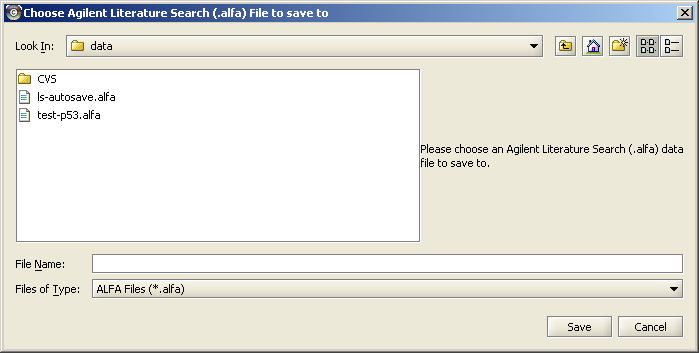 Choose Agilent Literature Search (.alfa) File to save to
Look In: data
CVS
ls-autosave.alfa
test-p53.alfa
Please choose an Agilent Literature Search (.alfa) data
file to save to.
File Name:
Files of Type: ALFA Files (*.alfa)
Save Cancel